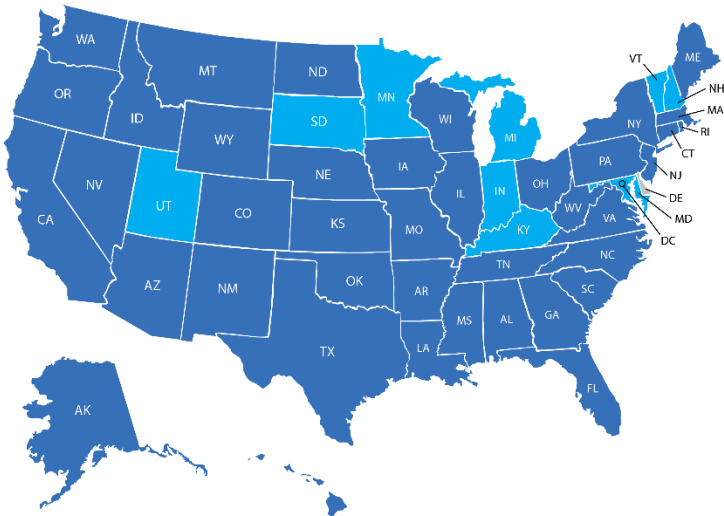 WA
MT
ND
MN
VT
ME
OR
ID
SD
WI
MI
NY
NH
MA
RI
CT
WY
IA
PA
NJ
NV
UT
NE
IL
IN
OH
DE
MD
DC
CA
CO
KS
MO
KY
WV
VA
AZ
NM
OK
AR
TN
NC
SC
MS
AL
GA
TX
LA
FL
AK